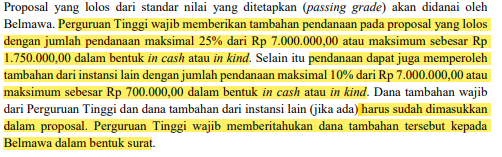 Proposal yang lolos dari standar nilai yang ditetapkan (passing grade) akan didanai oleh
Belmawa. Perguruan Tinggi wajib memberikan tambahan pendanaan pada proposal yang lolos
dengan jumlah pendanaan maksimal 25% dari Rp 7.000.000,00 atau maksimum sebesar Rp
1.750.000,00 dalam bentuk in cash atau in kind. Selain itu pendanaan dapat juga memperoleh
tambahan dari instansi lain dengan jumlah pendanaan maksimal 10% dari Rp 7.000.000,00 atau
maksimum sebesar Rp 700.000,00 dalam bentuk in cash atau in kind. Dana tambahan wajib
dari Perguruan Tinggi dan dana tambahan dari instansi lain (jika ada) harus sudah dimasukkan
dalam proposal. Perguruan Tinggi wajib memberitahukan dana tambahan tersebut kepada
Belmawa dalam bentuk surat.